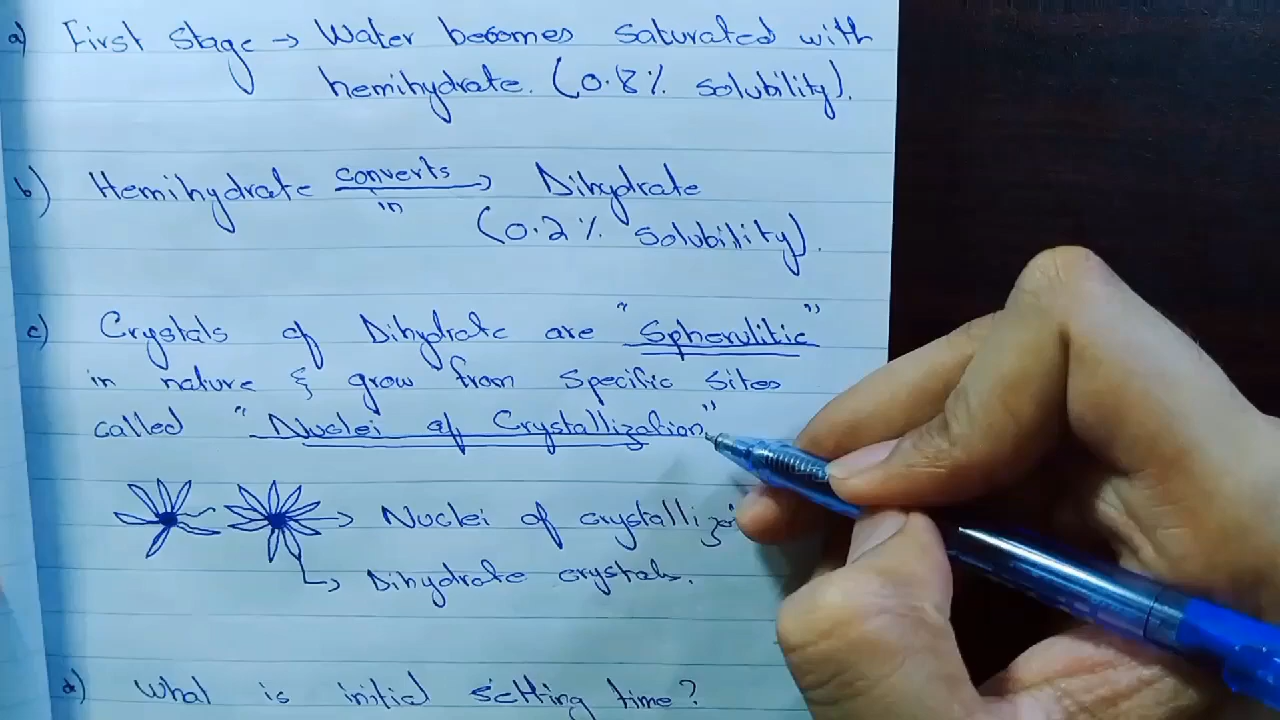 a) First Stage → Water becomes saturated with
hemihydrate. (0.8% solubility).
b) Hemihydrate converts in → Dihydrate
(0.2% solubility).
c) Crystals of Dihydrate are "Spherulitic"
in nature & grow from specific sites
called "Nuclei of Crystallization"
→ Nuclei of crystalliz
→ Dihydrate crystals.
d) What is initial setting time?